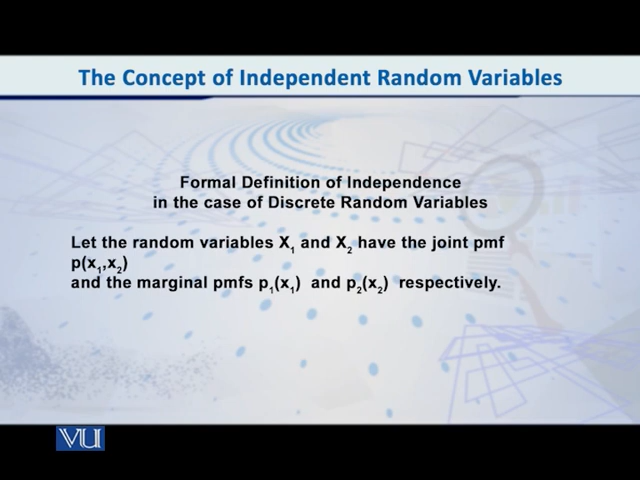 The Concept of Independent Random Variables
Formal Definition of Independence
in the case of Discrete Random Variables
Let the random variables X₁ and X₂ have the joint pmf
p(x₁,x₂)
and the marginal pmfs p₁(x₁) and p₂(x₂) respectively.
VU